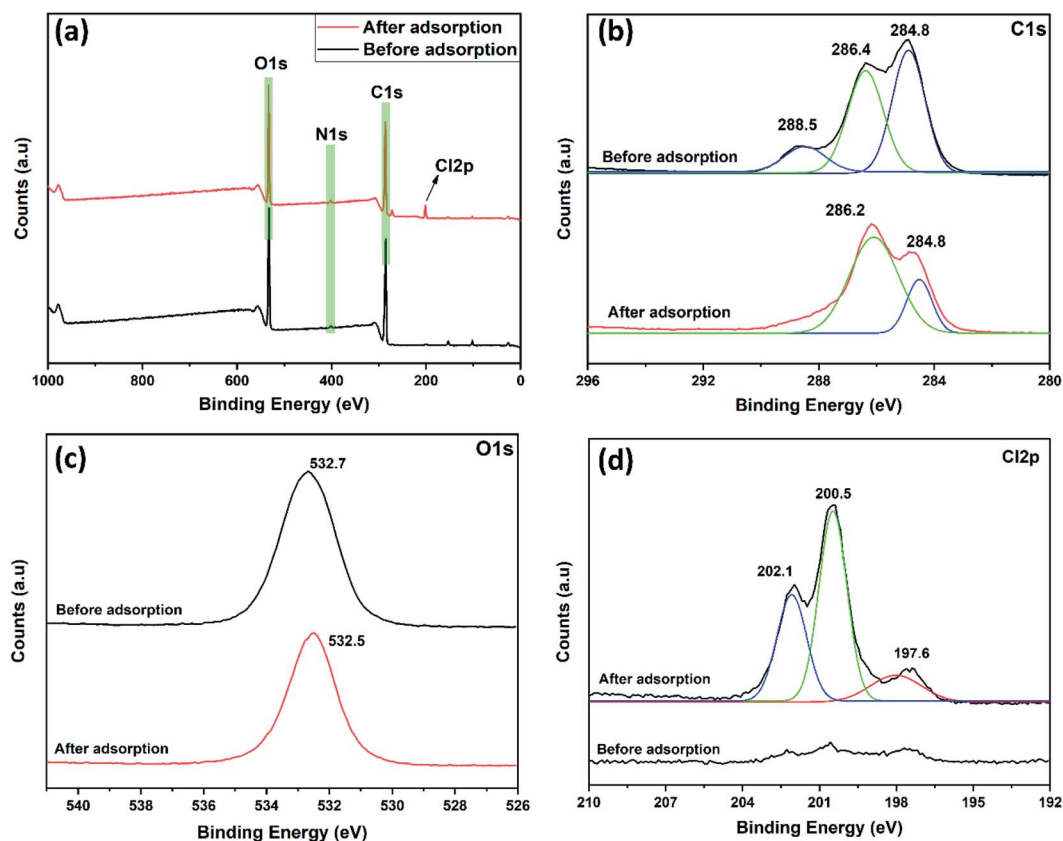 (a)
After adsorption
Before adsorption
O1s
N1s
C1s
Cl2p
Counts (a.u)
1000 800 600 400 200 0
Binding Energy (eV)
(b)
C1s
284.8
286.4
288.5
Before adsorption
286.2
284.8
After adsorption
Counts (a.u)
296 292 288 284 280
Binding Energy (eV)
(c)
O1s
532.7
Before adsorption
532.5
After adsorption
Counts (a.u)
540 538 536 534 532 530 528 526
Binding Energy (eV)
(d)
Cl2p
200.5
202.1
197.6
After adsorption
Before adsorption
Counts (a.u)
210 207 204 201 198 195 192
Binding Energy (eV)